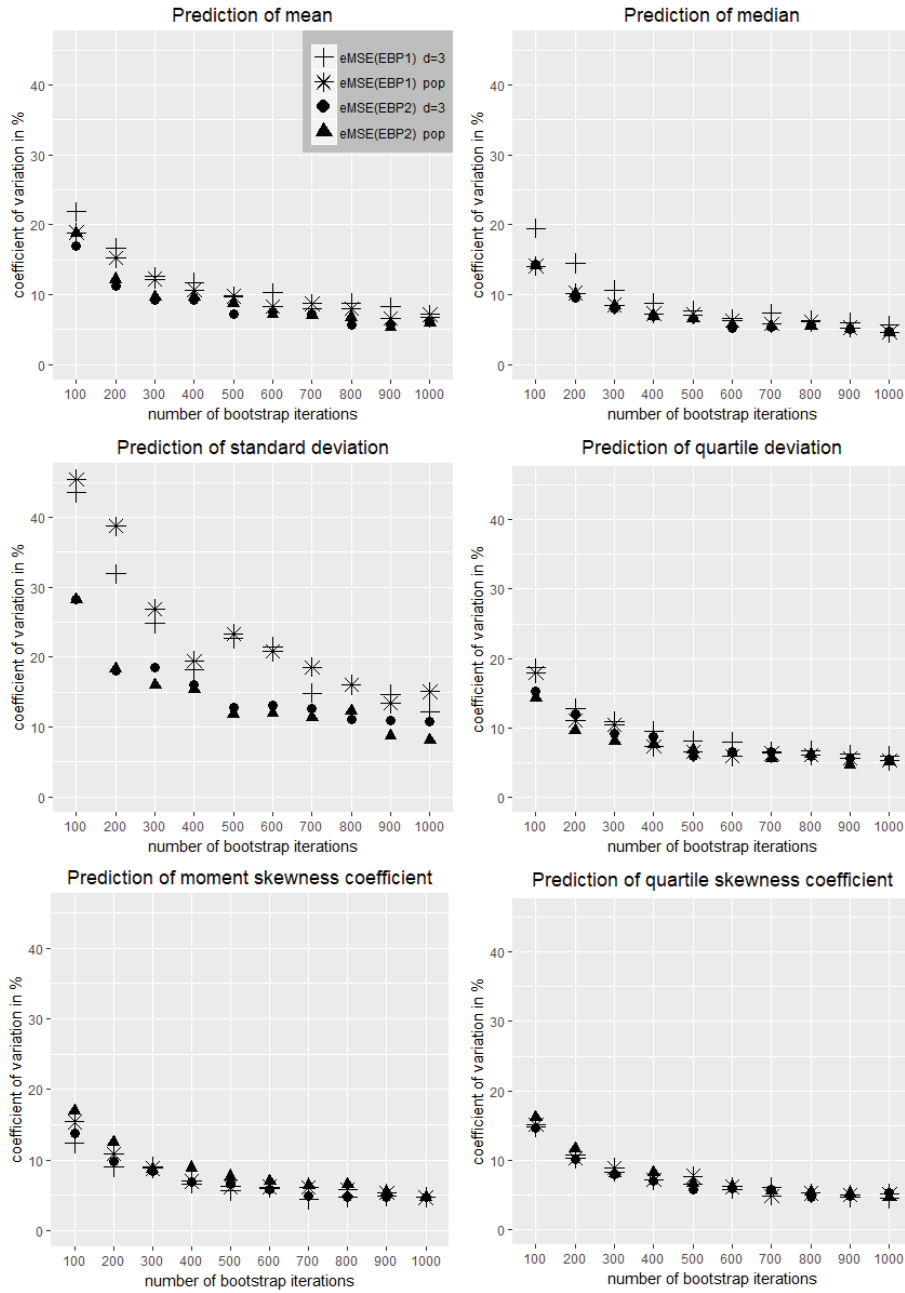 Prediction of mean
coefficient of variation in %
40
30
20
10
0
eMSE(EBP1) d=3
eMSE(EBP1) pop
eMSE(EBP2) d=3
eMSE(EBP2) pop
100 200 300 400 500 600 700 800 900 1000
number of bootstrap iterations
Prediction of median
coefficient of variation in %
40
30
20
10
0
100 200 300 400 500 600 700 800 900 1000
number of bootstrap iterations
Prediction of standard deviation
coefficient of variation in %
40
30
20
10
0
100 200 300 400 500 600 700 800 900 1000
number of bootstrap iterations
Prediction of quartile deviation
coefficient of variation in %
40
30
20
10
0
100 200 300 400 500 600 700 800 900 1000
number of bootstrap iterations
Prediction of moment skewness coefficient
coefficient of variation in %
40
30
20
10
0
100 200 300 400 500 600 700 800 900 1000
number of bootstrap iterations
Prediction of quartile skewness coefficient
coefficient of variation in %
40
30
20
10
0
100 200 300 400 500 600 700 800 900 1000
number of bootstrap iterations